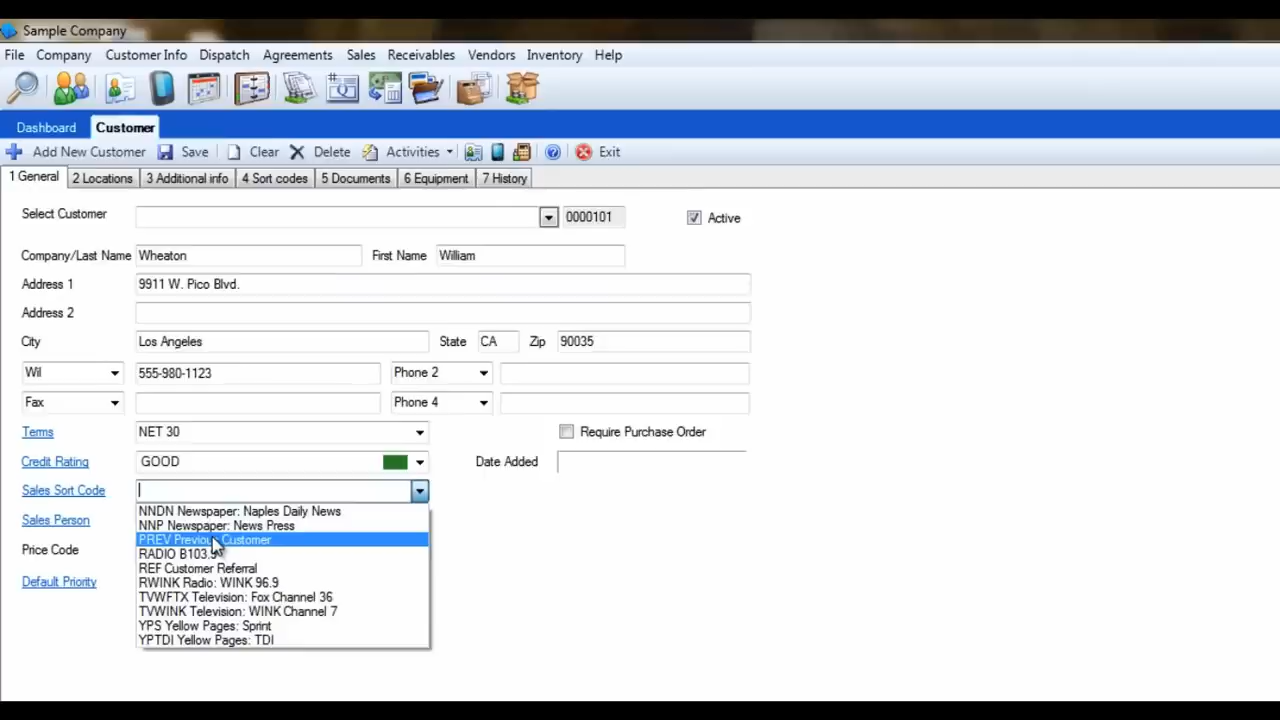 Sample Company
File Company Customer Info Dispatch Agreements Sales Receivables Vendors Inventory Help
Dashboard Customer
Add New Customer Save Clear Delete Activities Exit
1 General 2 Locations 3 Additional info 4 Sort codes 5 Documents 6 Equipment 7 History
Select Customer 0000101 Active
Company/Last Name Wheaton First Name William
Address 1 9911 W. Pico Blvd.
Address 2
City Los Angeles State CA Zip 90035
Wil 555-980-1123 Phone 2
Fax Phone 4
Terms NET 30 Require Purchase Order
Credit Rating GOOD Date Added
Sales Sort Code
NNDN Newspaper: Naples Daily News
Sales Person
NNP Newspaper: News Press
PREV Previous Customer
Price Code
RADIO B103.9
REF Customer Referral
Default Priority
RWINK Radio: WINK 96.9
TVWFTX Television: Fox Channel 36
TVWINK Television: WINK Channel 7
YPS Yellow Pages: Sprint
YPTDI Yellow Pages: TDI